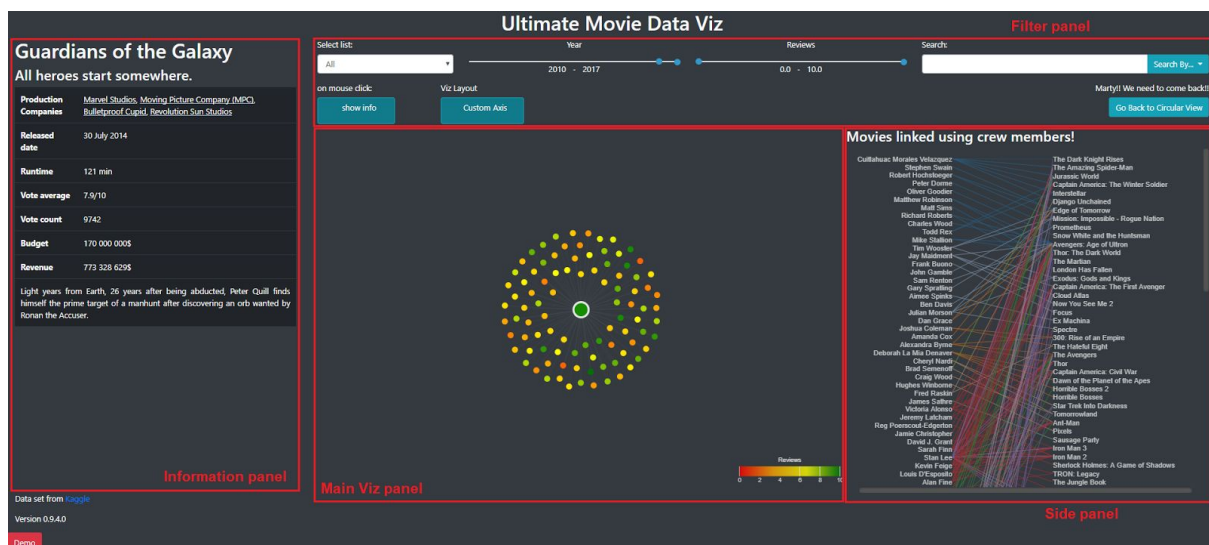 Ultimate Movie Data Viz
Filter panel
Guardians of the Galaxy
All heroes start somewhere.
Production Companies
Marvel Studios, Moving Picture Company (MPC),
Bulletproof Cupid, Revolution Sun Studios
Released date
30 July 2014
Runtime
121 min
Vote average
7.9/10
Vote count
9742
Budget
170 000 000$
Revenue
773 328 629$
Light years from Earth, 26 years after being abducted, Peter Quill finds
himself the prime target of a manhunt after discovering an orb wanted by
Ronan the Accuser.
Information panel
Data set from Kaggle
Version 0.9.4.0
Demo
Select list:
All
Year
2010 - 2017
Reviews
0.0 - 10.0
Search:
Search By...
on mouse click:
show info
Viz Layout
Custom Axis
Marty!! We need to come back!!
Go Back to Circular View
Reviews
0 2 4 6 8 10
Main Viz panel
Movies linked using crew members!
Cuitlahuac Morales Velazquez
Stephen Swain
Robert Hochstoeger
Peter Dorme
Oliver Goodier
Matthew Robinson
Matt Sims
Richard Roberts
Charles Wood
Todd Rex
Mike Stallion
Tim Wooster
Jay Maidment
Frank Buono
John Gamble
Sam Renton
Gary Spratling
Aimee Spinks
Ben Davis
Julian Morson
Dan Grace
Joshua Coleman
Amanda Cox
Alexandra Byrne
Deborah La Mia Denaver
Cheryl Nardi
Brad Semenoff
Craig Wood
Hughes Winborne
Fred Raskin
James Sathre
Victoria Alonso
Jeremy Latcham
Reg Poerscout-Edgerton
Jamie Christopher
David J. Grant
Sarah Finn
Stan Lee
Kevin Feige
Louis D'Esposito
Alan Fine
The Dark Knight Rises
The Amazing Spider-Man
Jurassic World
Captain America: The Winter Soldier
Interstellar
Django Unchained
Edge of Tomorrow
Mission: Impossible - Rogue Nation
Prometheus
Snow White and the Huntsman
Avengers: Age of Ultron
Thor: The Dark World
The Martian
London Has Fallen
Exodus: Gods and Kings
Captain America: The First Avenger
Cloud Atlas
Now You See Me 2
Focus
Ex Machina
Spectre
300: Rise of an Empire
The Hateful Eight
The Avengers
Thor
Captain America: Civil War
Dawn of the Planet of the Apes
Horrible Bosses 2
Horrible Bosses
Star Trek Into Darkness
Tomorrowland
Ant-Man
Pixels
Sausage Party
Iron Man 3
Iron Man 2
Sherlock Holmes: A Game of Shadows
TRON: Legacy
The Jungle Book
Side panel